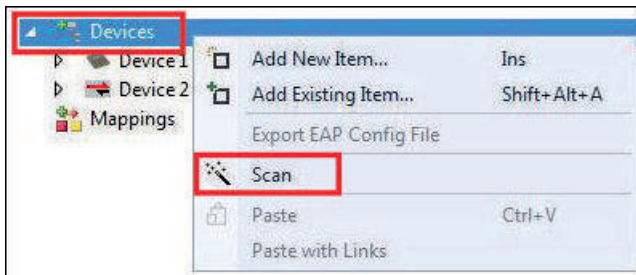 Devices
Device 1
Device 2
Mappings
Add New Item... Ins
Add Existing Item... Shift+Alt+A
Export EAP Config File
Scan
Paste Ctrl+V
Paste with Links